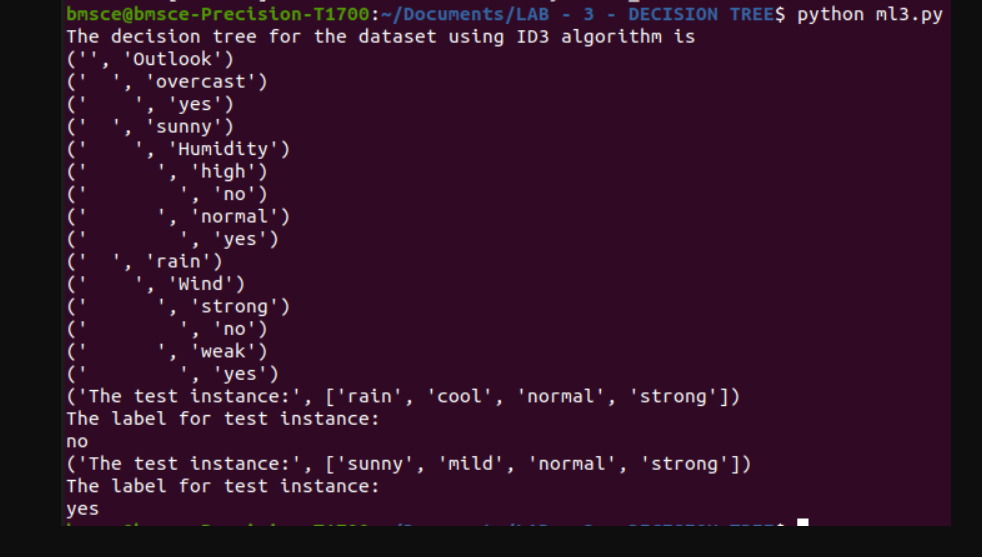 bmsce@bmsce-Precision-T1700:~/Documents/LAB - 3 - DECISION TREE$ python ml3.py
The decision tree for the dataset using ID3 algorithm is
('', 'Outlook')
('  ', 'overcast')
('    ', 'yes')
('  ', 'sunny')
('    ', 'Humidity')
('      ', 'high')
('        ', 'no')
('      ', 'normal')
('        ', 'yes')
('  ', 'rain')
('    ', 'Wind')
('      ', 'strong')
('        ', 'no')
('      ', 'weak')
('        ', 'yes')
('The test instance:', ['rain', 'cool', 'normal', 'strong'])
The label for test instance:
no
('The test instance:', ['sunny', 'mild', 'normal', 'strong'])
The label for test instance:
yes